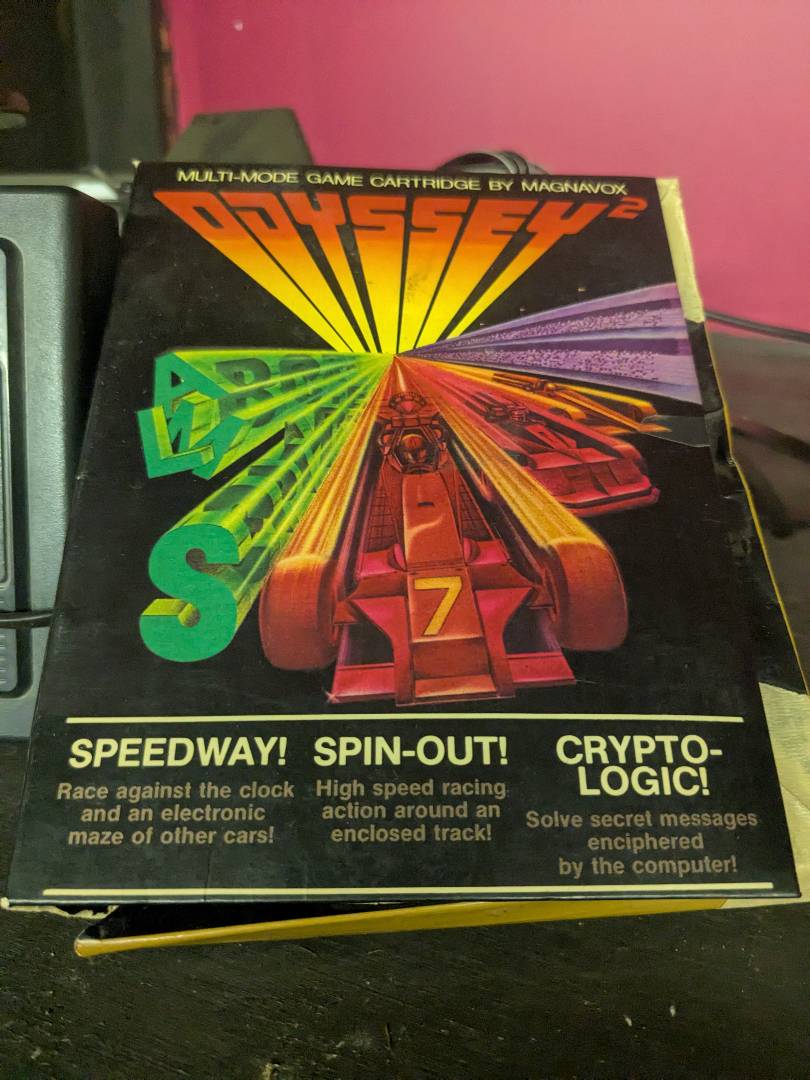 MULTI-MODE GAME CARTRIDGE BY MAGNAVOX
ODYSSEY²
S
7
SPEEDWAY!
Race against the clock
and an electronic
maze of other cars!
SPIN-OUT!
High speed racing
action around an
enclosed track!
CRYPTO-
LOGIC!
Solve secret messages
enciphered
by the computer!